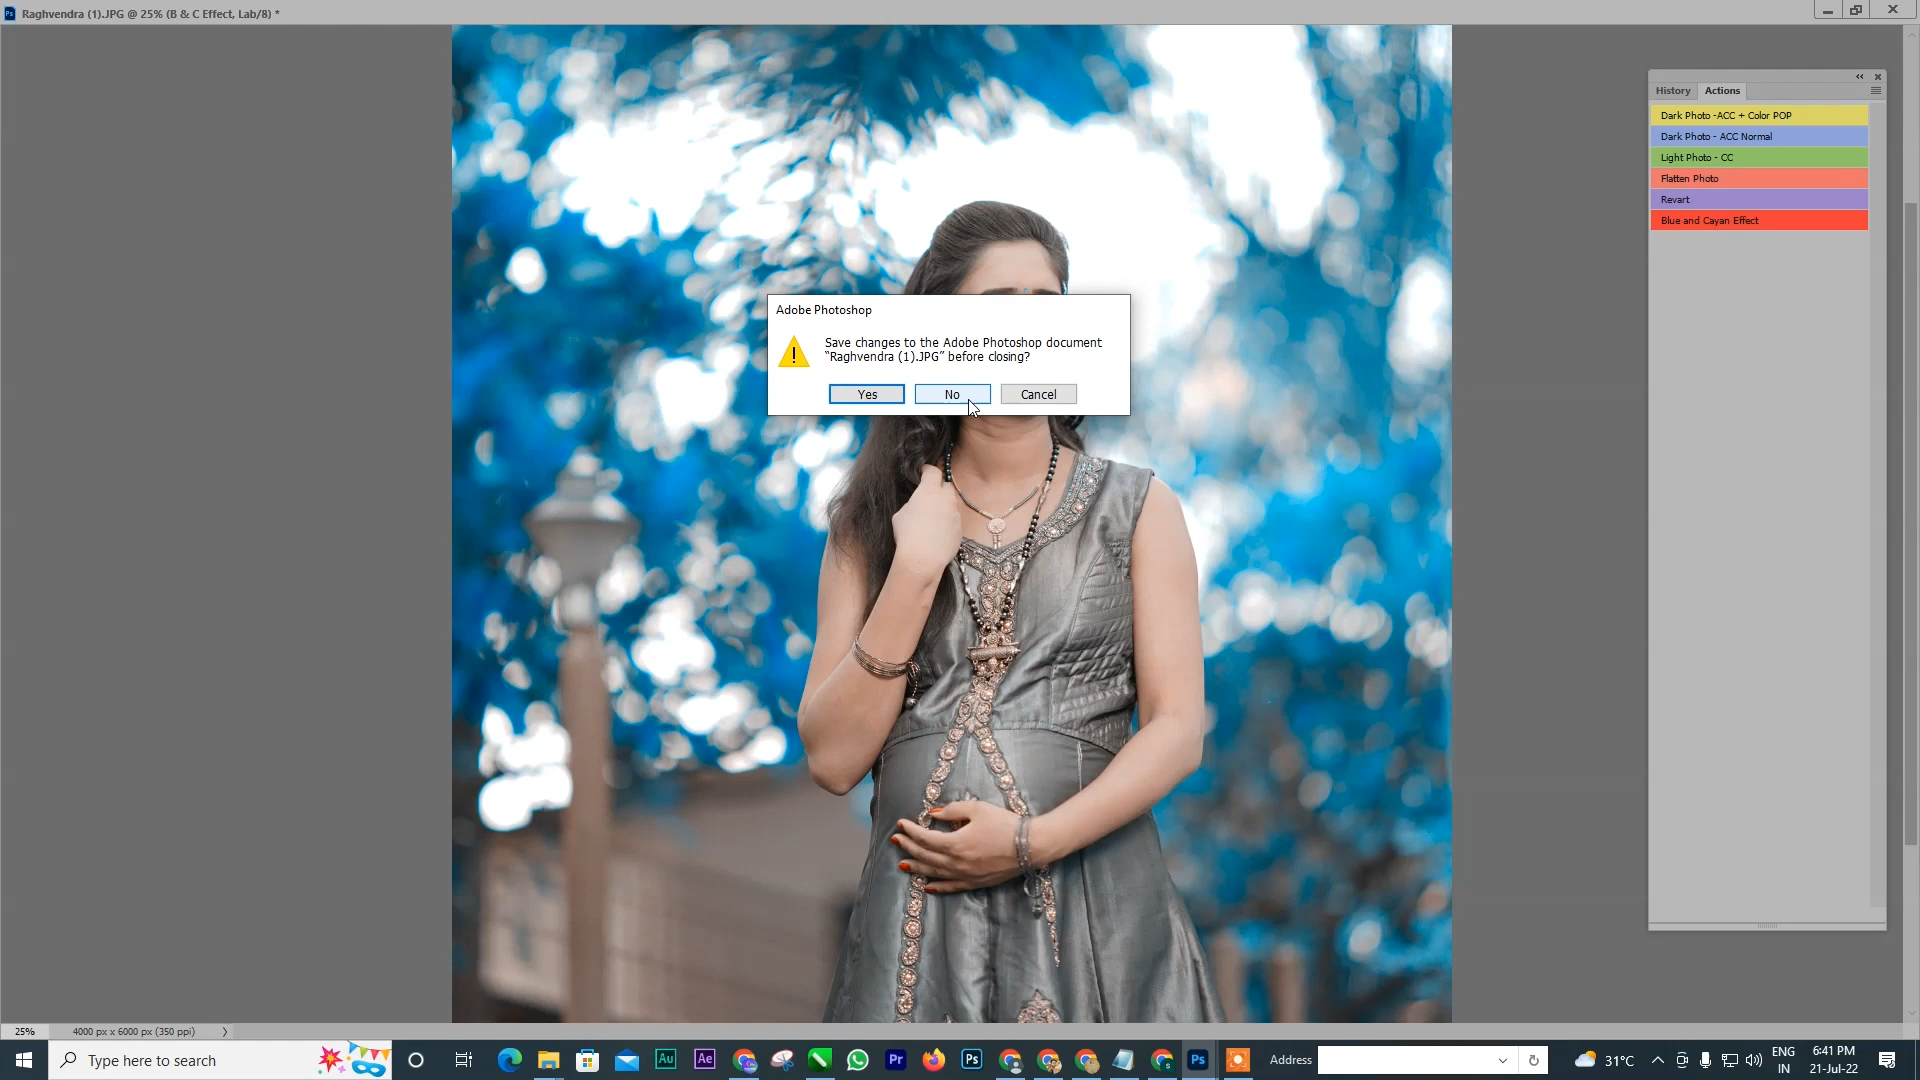 Raghvendra (1).JPG @ 25% (B & C Effect, Lab/8) *
History Actions
Dark Photo -ACC + Color POP
Dark Photo - ACC Normal
Light Photo - CC
Flatten Photo
Revart
Blue and Cayan Effect
Adobe Photoshop
Save changes to the Adobe Photoshop document
“Raghvendra (1).JPG” before closing?
Yes No Cancel
25% 4000 px x 6000 px (350 ppi)
Type here to search
Au
Ae
Pr
Ps
Ps
Address
31°C
ENG
IN
6:41 PM
21-Jul-22